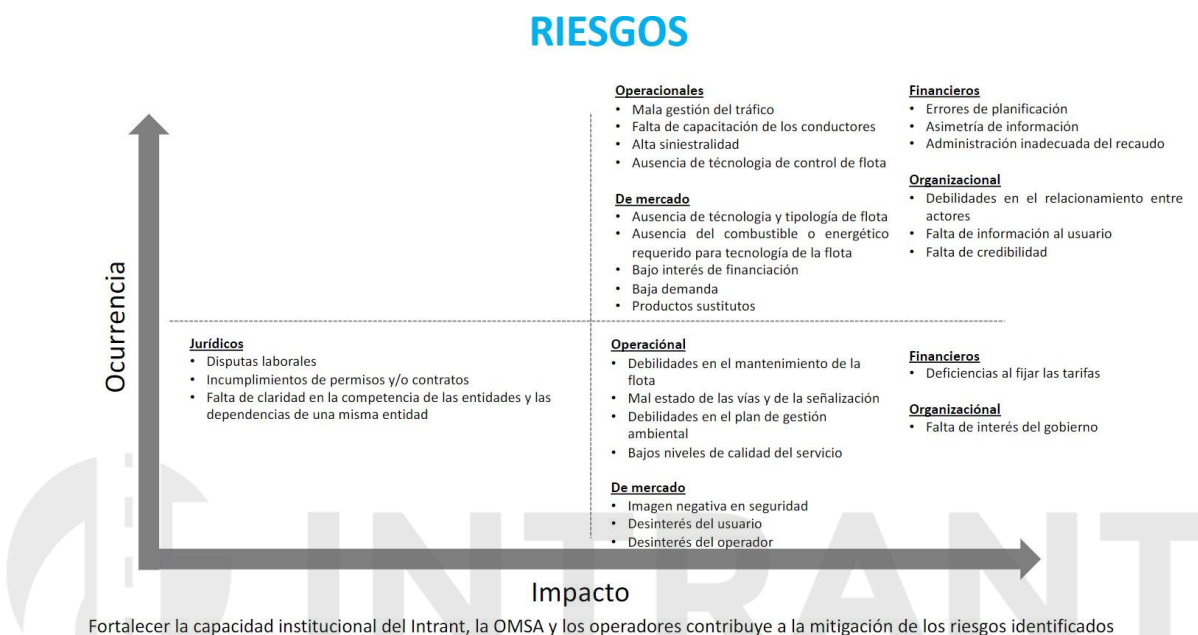 RIESGOS
Operacionales
• Mala gestión del tráfico
• Falta de capacitación de los conductores
• Alta siniestralidad
• Ausencia de técnologia de control de flota
De mercado
• Ausencia de técnologia y tipología de flota
• Ausencia del combustible o energético
requerido para tecnología de la flota
• Bajo interés de financiación
• Baja demanda
• Productos sustitutos
Financieros
• Errores de planificación
• Asimetría de información
• Administración inadecuada del recaudo
Organizacional
• Debilidades en el relacionamiento entre
actores
• Falta de información al usuario
• Falta de credibilidad
Ocurrencia
Jurídicos
• Disputas laborales
• Incumplimientos de permisos y/o contratos
• Falta de claridad en la competencia de las entidades y las
dependencias de una misma entidad
Operaciónal
• Debilidades en el mantenimiento de la
flota
• Mal estado de las vías y de la señalización
• Debilidades en el plan de gestión
ambiental
• Bajos niveles de calidad del servicio
De mercado
• Imagen negativa en seguridad
• Desinterés del usuario
• Desinterés del operador
Financieros
• Deficiencias al fijar las tarifas
Organizaciónal
• Falta de interés del gobierno
INTRANT
Impacto
Fortalecer la capacidad institucional del Intrant, la OMSA y los operadores contribuye a la mitigación de los riesgos identificados